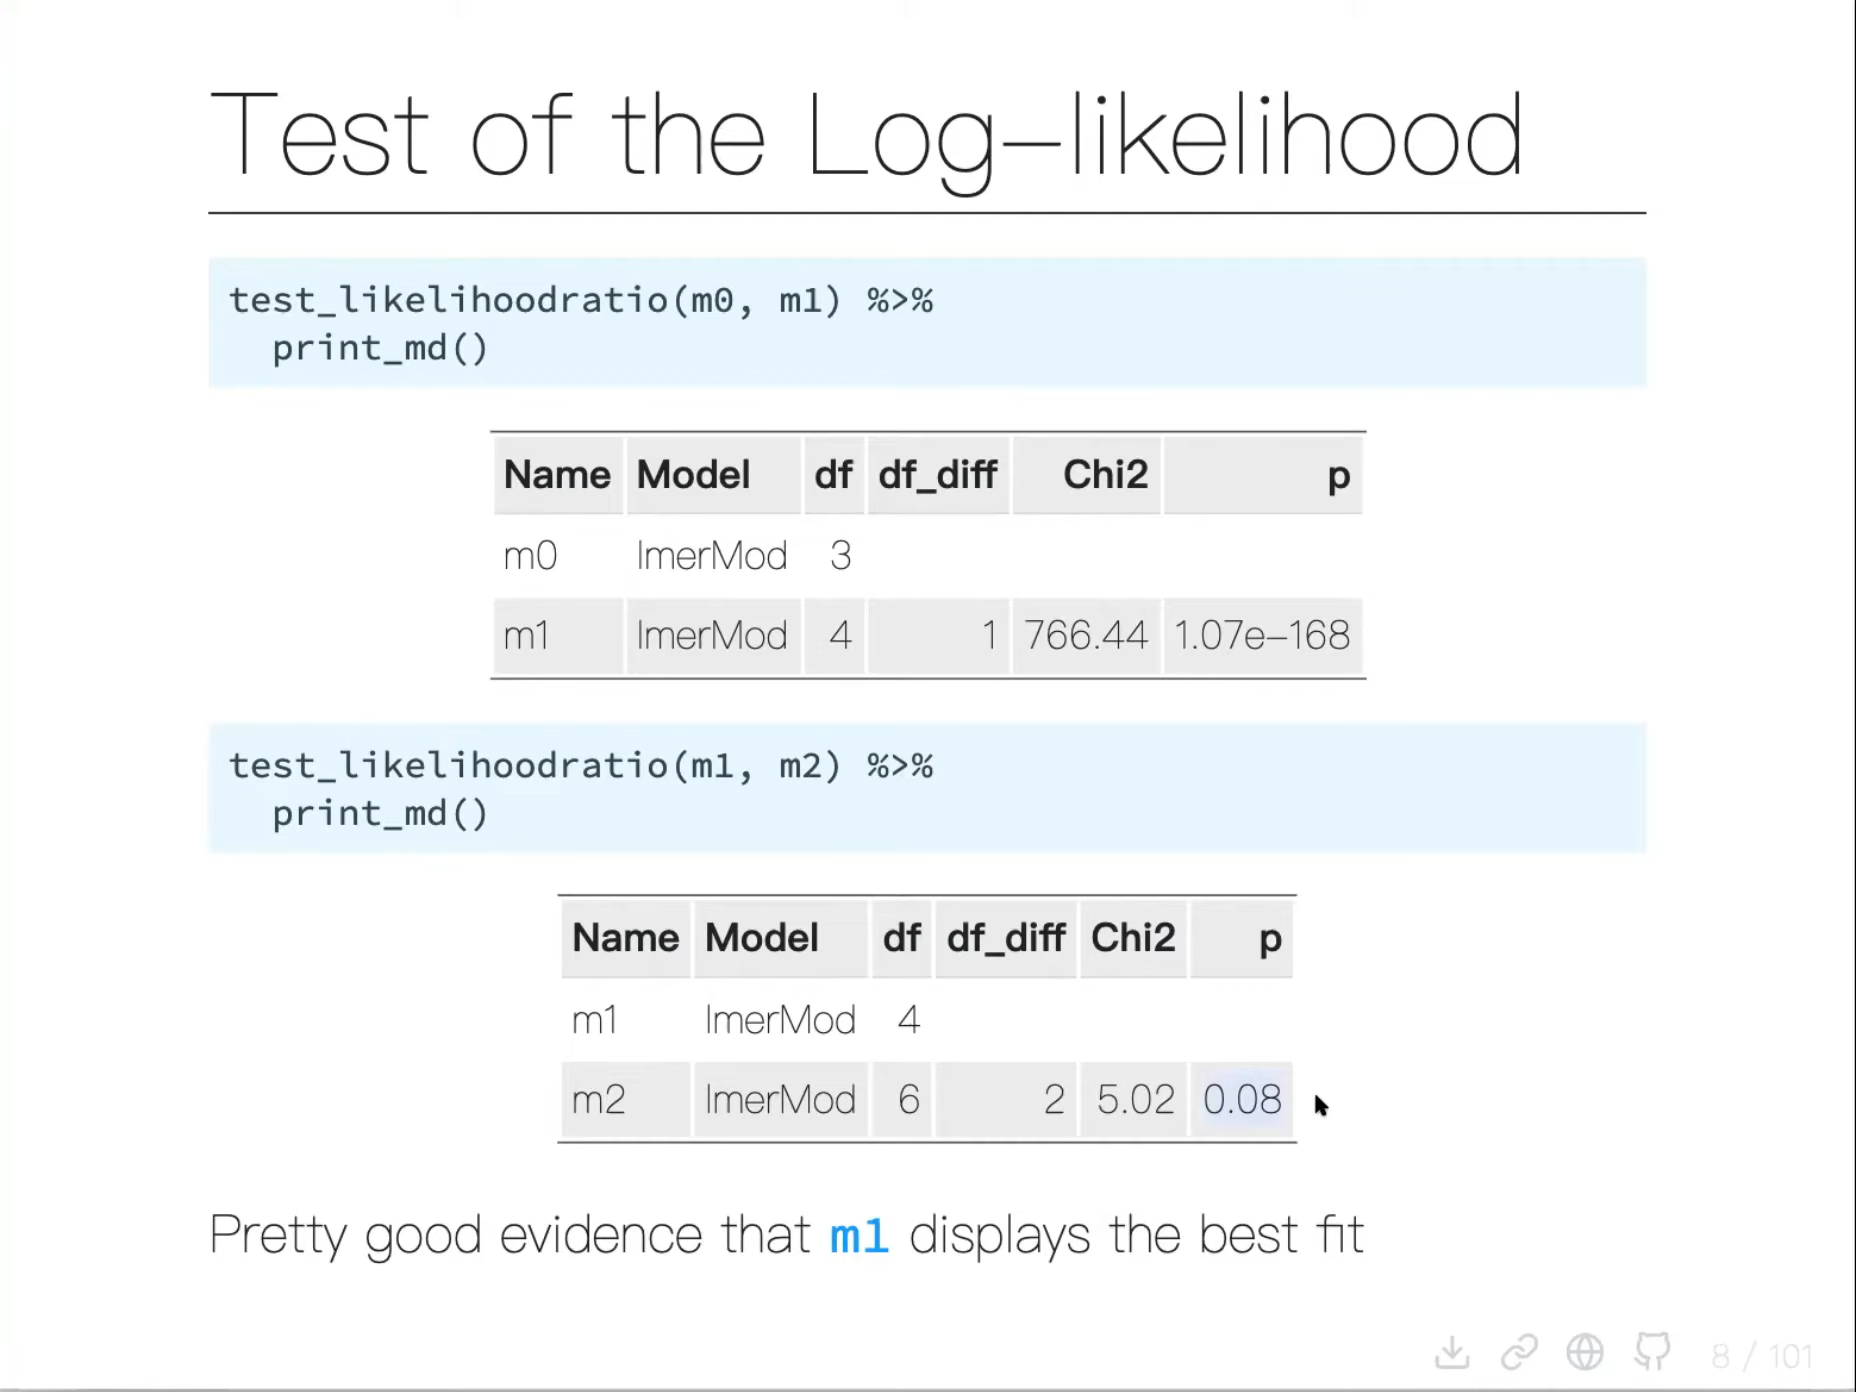 Test of the Log–likelihood
test_likelihoodratio(m0, m1) %>%
print_md()
Name Model df df_diff Chi2 p
m0 lmerMod 3
m1 lmerMod 4 1 766.44 1.07e–168
test_likelihoodratio(m1, m2) %>%
print_md()
Name Model df df_diff Chi2 p
m1 lmerMod 4
m2 lmerMod 6 2 5.02 0.08
Pretty good evidence that m1 displays the best fit
8 / 101